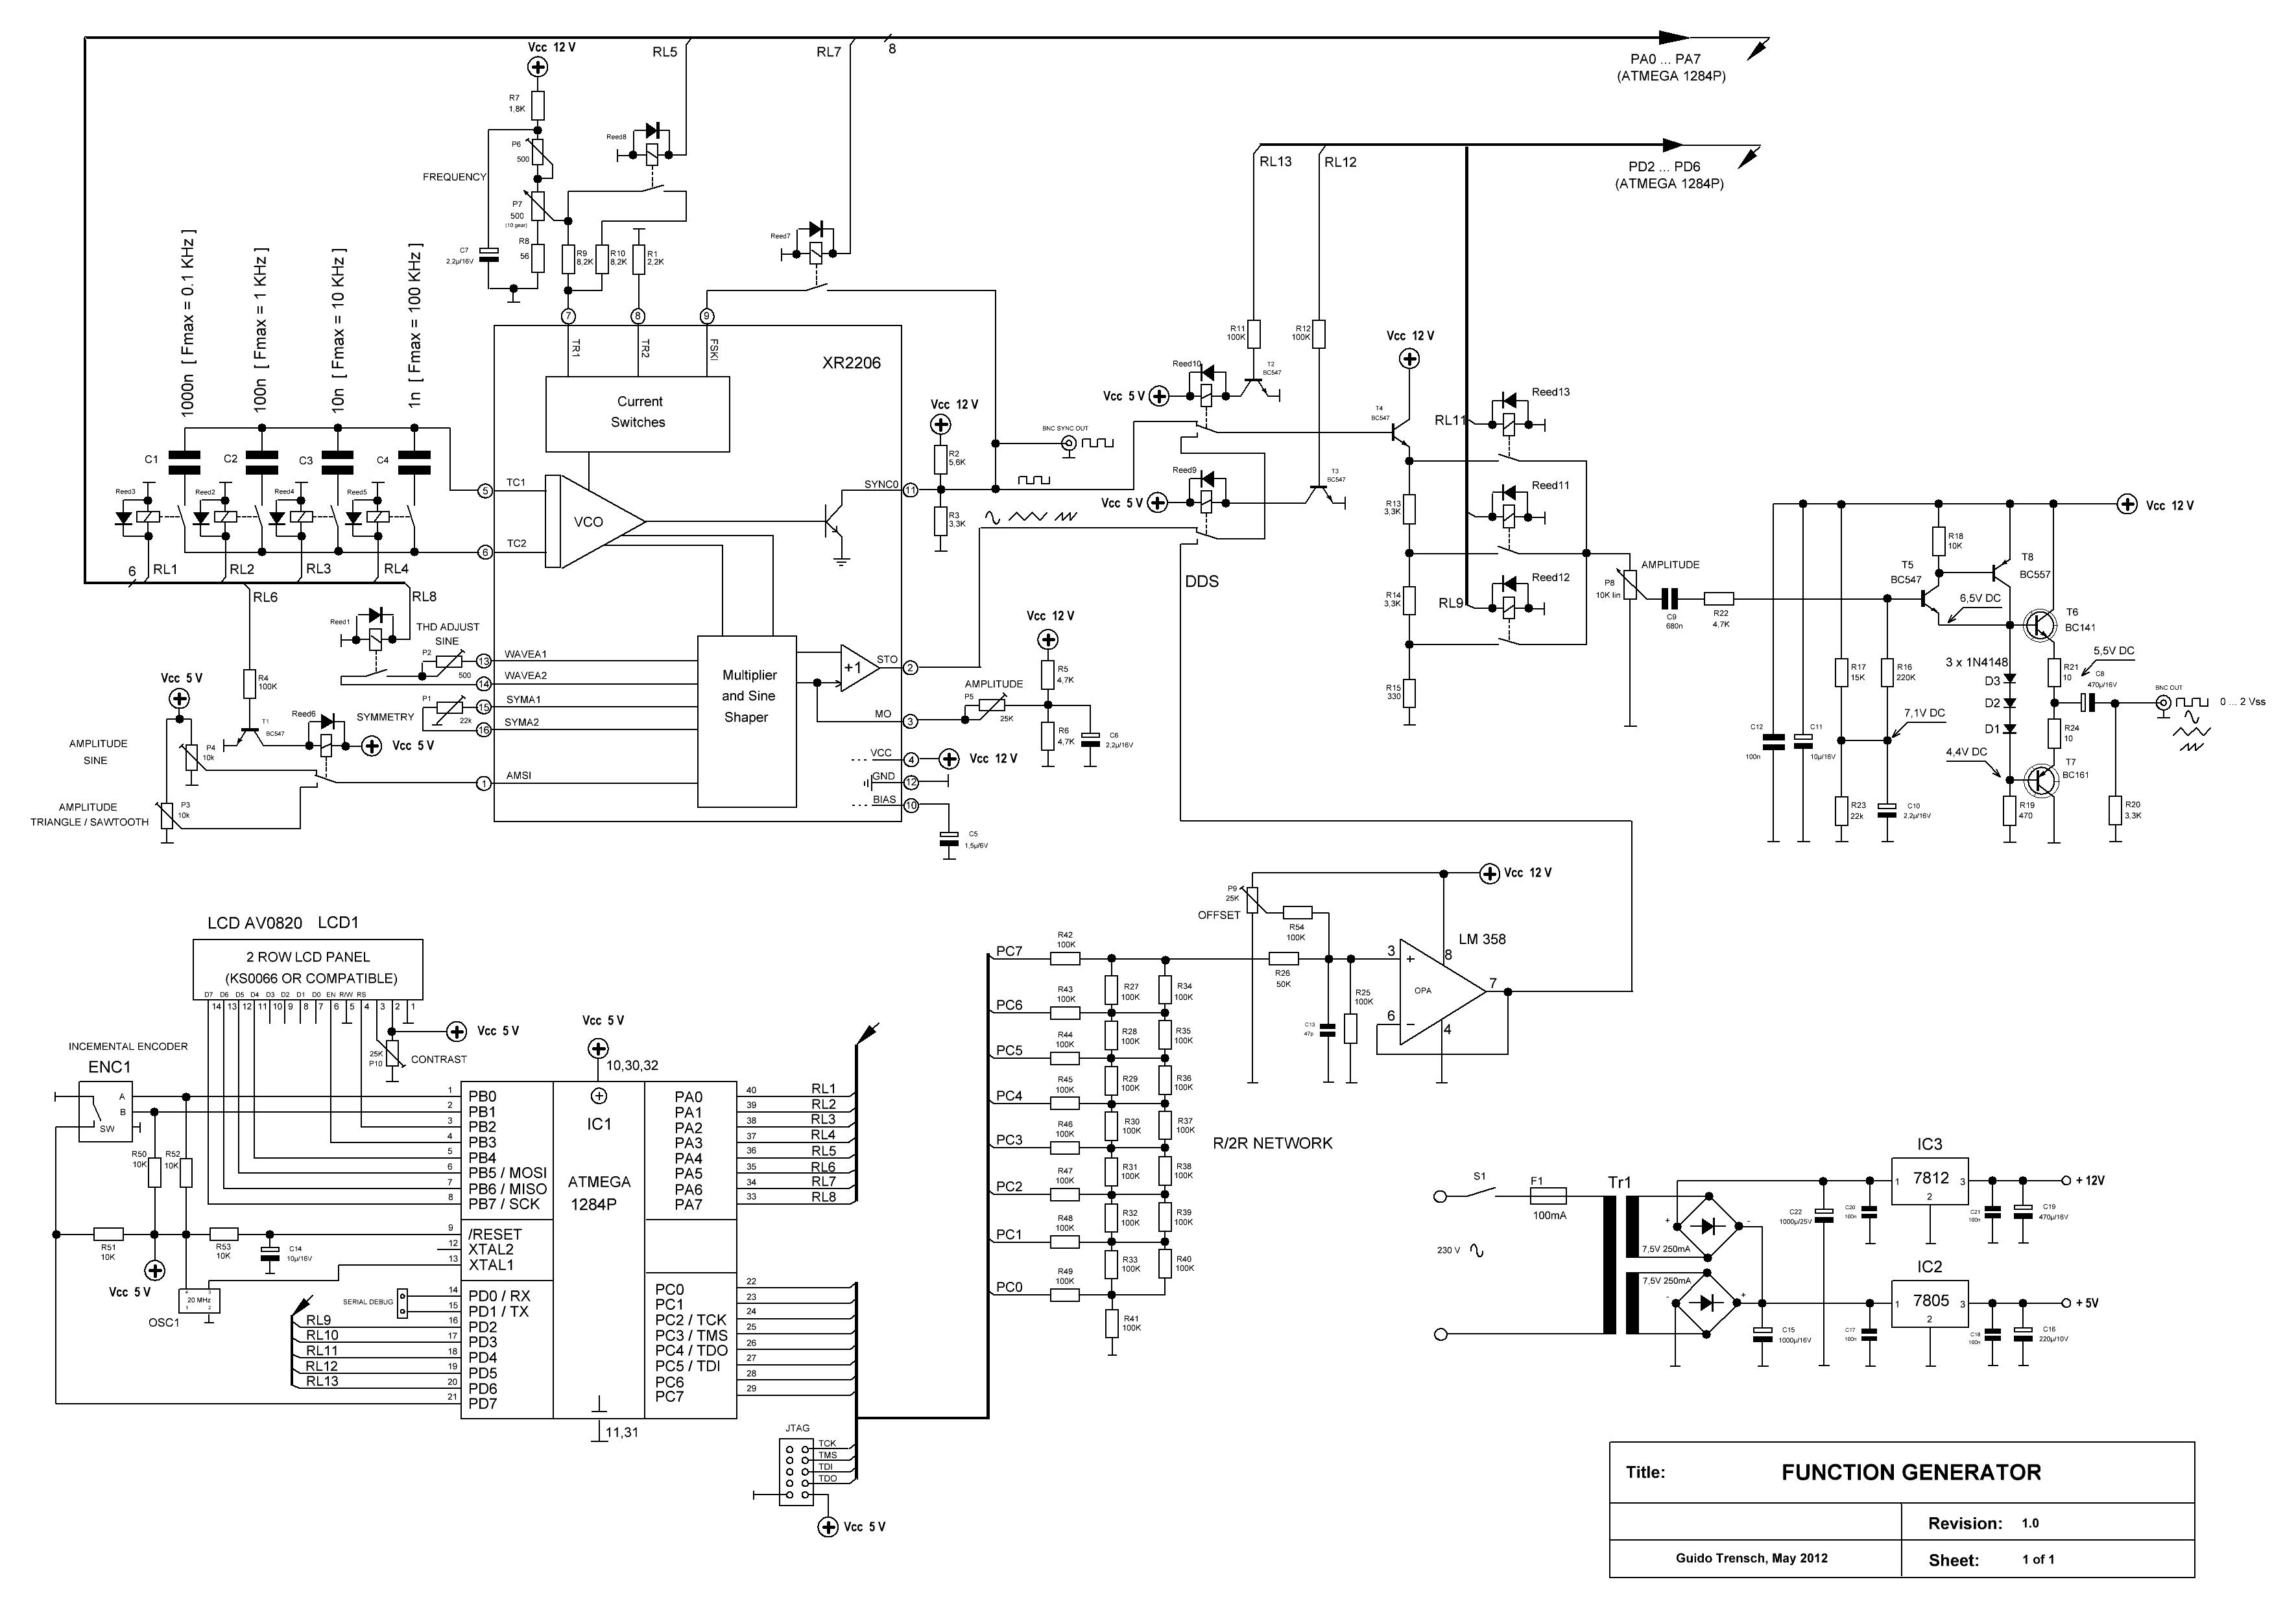 Vcc 12 V
RL5
RL7
8
PA0 ... PA7
(ATMEGA 1284P)
R7
1,8K
Reed8
P6
500
FREQUENCY
P7
500
(10 gear)
R8
56
C7
2,2µ/16V
R9
8,2K
R10
8,2K
R1
2,2K
Reed7
RL13
RL12
PD2 ... PD6
(ATMEGA 1284P)
1000n [ Fmax = 0.1 KHz ]
100n [ Fmax = 1 KHz ]
10n [ Fmax = 10 KHz ]
1n [ Fmax = 100 KHz ]
7
8
9
TR1
TR2
FSKI
XR2206
Current
Switches
R11
100K
R12
100K
Vcc 12 V
Reed10
T2
BC547
Vcc 5 V
Vcc 12 V
T4
BC547
RL11
Reed13
BNC SYNC OUT
R2
5,6K
C1
C2
C3
C4
Reed3
Reed2
Reed4
Reed5
5
TC1
SYNC0
11
VCO
R3
3,3K
Reed9
T3
BC547
Vcc 5 V
R13
3,3K
Reed11
Vcc 12 V
6
TC2
6
RL1
RL2
RL3
RL4
RL6
RL8
DDS
R14
3,3K
RL9
Reed12
AMPLITUDE
P8
10K lin
C9
680n
R22
4,7K
R18
10K
T5
BC547
T8
BC557
6,5V DC
T6
BC141
Reed1
THD ADJUST
SINE
P2
500
13
WAVEA1
14
WAVEA2
Multiplier
and Sine
Shaper
+1
STO
2
Vcc 12 V
R5
4,7K
R15
330
R17
15K
R16
220K
3 x 1N4148
D3
D2
D1
R21
10
5,5V DC
C8
470µ/16V
BNC OUT
0 ... 2 Vss
R4
100K
Vcc 5 V
P1
22k
SYMMETRY
15
SYMA1
16
SYMA2
MO
3
AMPLITUDE
P5
25K
R6
4,7K
C6
2,2µ/16V
7,1V DC
R24
10
T1
BC547
Reed6
Vcc 5 V
AMPLITUDE
SINE
P4
10k
VCC
4
Vcc 12 V
C12
100n
C11
10µ/16V
4,4V DC
T7
BC161
1
AMSI
GND
12
AMPLITUDE
TRIANGLE / SAWTOOTH
P3
10k
BIAS
10
C5
1,5µ/6V
R23
22k
C10
2,2µ/16V
R19
470
R20
3,3K
LCD AV0820 LCD1
2 ROW LCD PANEL
(KS0066 OR COMPATIBLE)
D7 D6 D5 D4 D3 D2 D1 D0 EN R/W RS
14 13 12 11 10 9 8 7 6 5 4 3 2 1
Vcc 5 V
25K
P10
CONTRAST
P9
25K
OFFSET
R54
100K
Vcc 12 V
LM 358
R26
50K
R25
100K
C13
47p
3
+
OPA
8
7
6
−
4
INCEMENTAL ENCODER
ENC1
A
B
SW
R50
10K
R52
10K
R51
10K
R53
10K
C14
10µ/16V
Vcc 5 V
20 MHz
4 3
1 2
OSC1
SERIAL DEBUG
Vcc 5 V
10,30,32
IC1
ATMEGA
1284P
11,31
1 PB0
2 PB1
3 PB2
4 PB3
5 PB4
6 PB5 / MOSI
7 PB6 / MISO
8 PB7 / SCK
9 /RESET
12 XTAL2
13 XTAL1
14 PD0 / RX
15 PD1 / TX
RL9 16 PD2
RL10 17 PD3
RL11 18 PD4
RL12 19 PD5
RL13 20 PD6
21 PD7
PA0 40 RL1
PA1 39 RL2
PA2 38 RL3
PA3 37 RL4
PA4 36 RL5
PA5 35 RL6
PA6 34 RL7
PA7 33 RL8
PC0 22
PC1 23
PC2 / TCK 24
PC3 / TMS 25
PC4 / TDO 26
PC5 / TDI 27
PC6 28
PC7 29
JTAG
TCK
TMS
TDI
TDO
Vcc 5 V
PC7
R42
100K
PC6
R43
100K
PC5
R44
100K
PC4
R45
100K
PC3
R46
100K
PC2
R47
100K
PC1
R48
100K
PC0
R49
100K
R27
100K
R34
100K
R28
100K
R35
100K
R29
100K
R36
100K
R30
100K
R37
100K
R31
100K
R38
100K
R32
100K
R39
100K
R33
100K
R40
100K
R41
100K
R/2R NETWORK
S1
F1
100mA
230 V
Tr1
+
-
7,5V 250mA
7,5V 250mA
-
+
C22
1000µ/25V
C20
100n
IC3
1
7812
3
2
C21
100n
C19
470µ/16V
+ 12V
C15
1000µ/16V
C17
100n
IC2
1
7805
3
2
C18
100n
C16
220µ/10V
+ 5V
Title:
FUNCTION GENERATOR
Revision: 1.0
Guido Trensch, May 2012
Sheet: 1 of 1